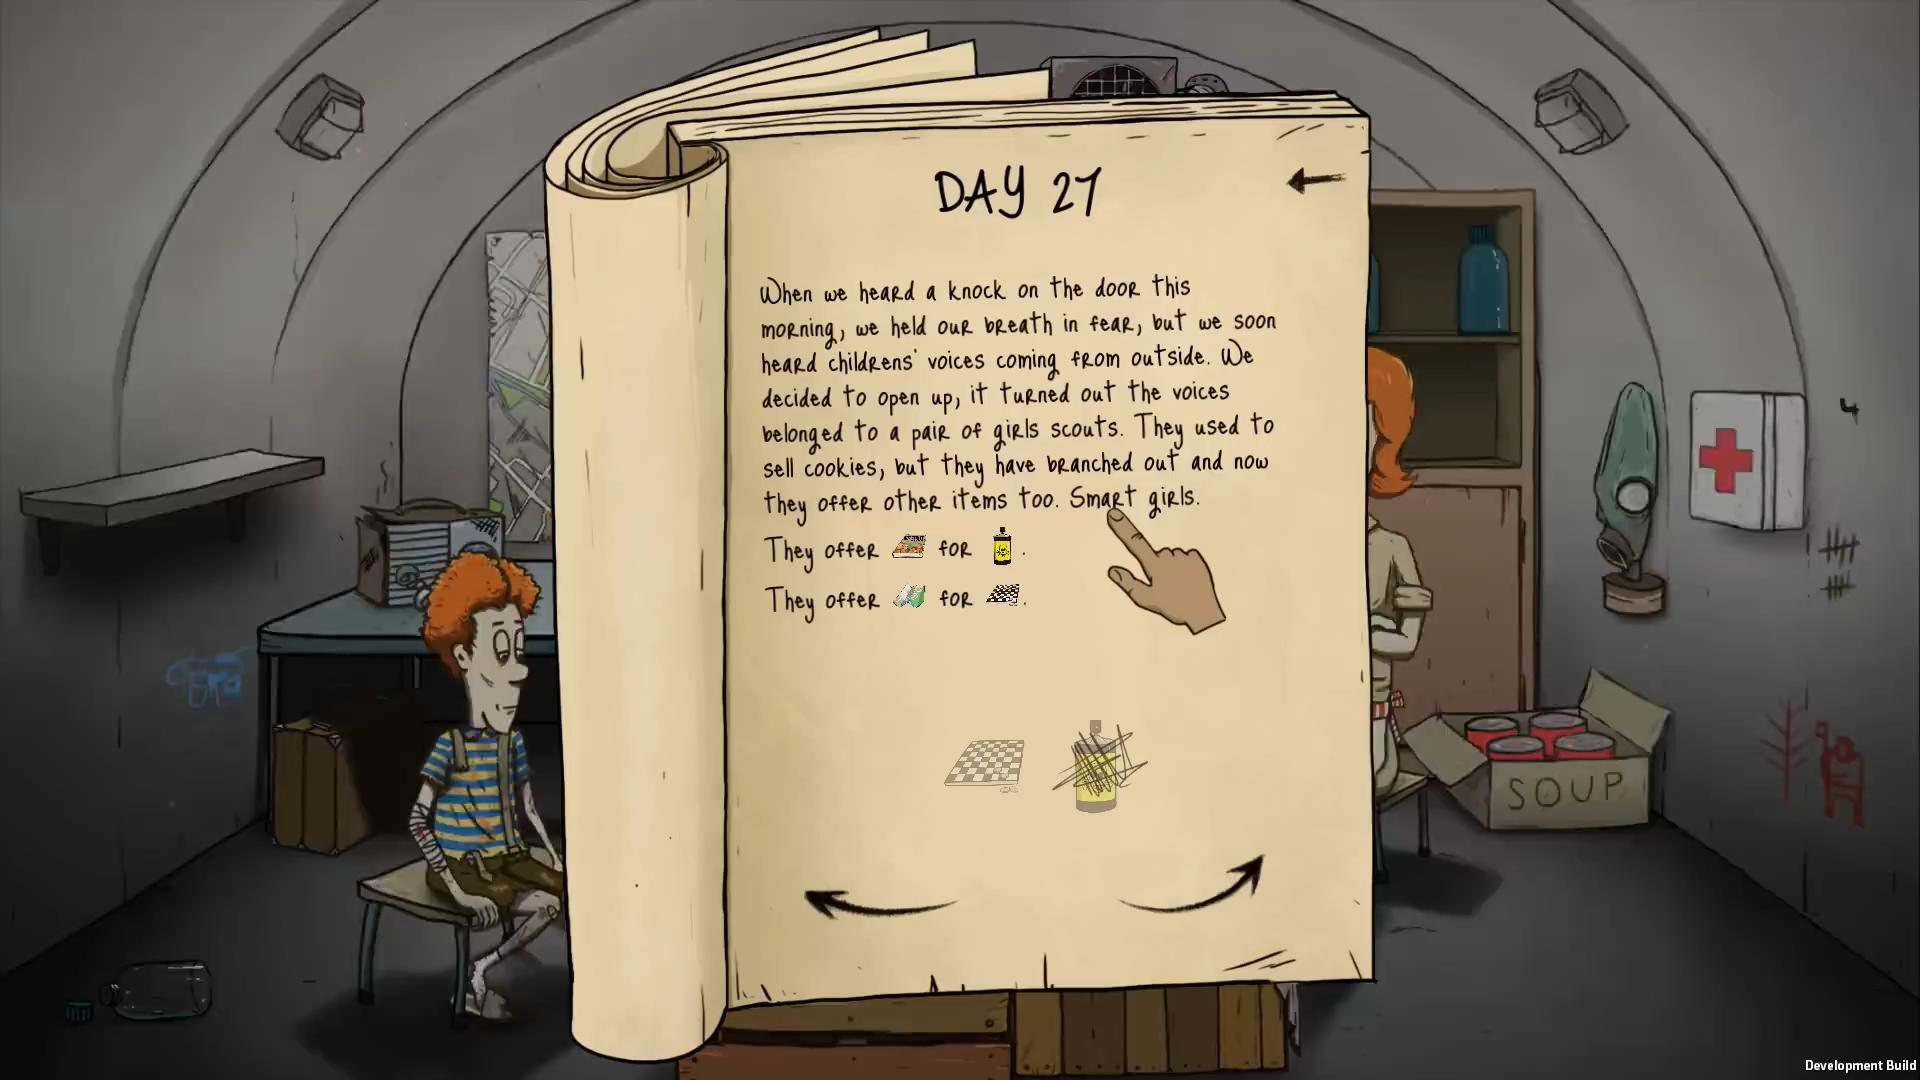 DAY 27
When we heard a knock on the door this
morning, we held our breath in fear, but we soon
heard childrens' voices coming from outside. We
decided to open up, it turned out the voices
belonged to a pair of girls scouts. They used to
sell cookies, but they have branched out and now
they offer other items too. Smart girls.
They offer for .
They offer for .
SOUP
Development Build